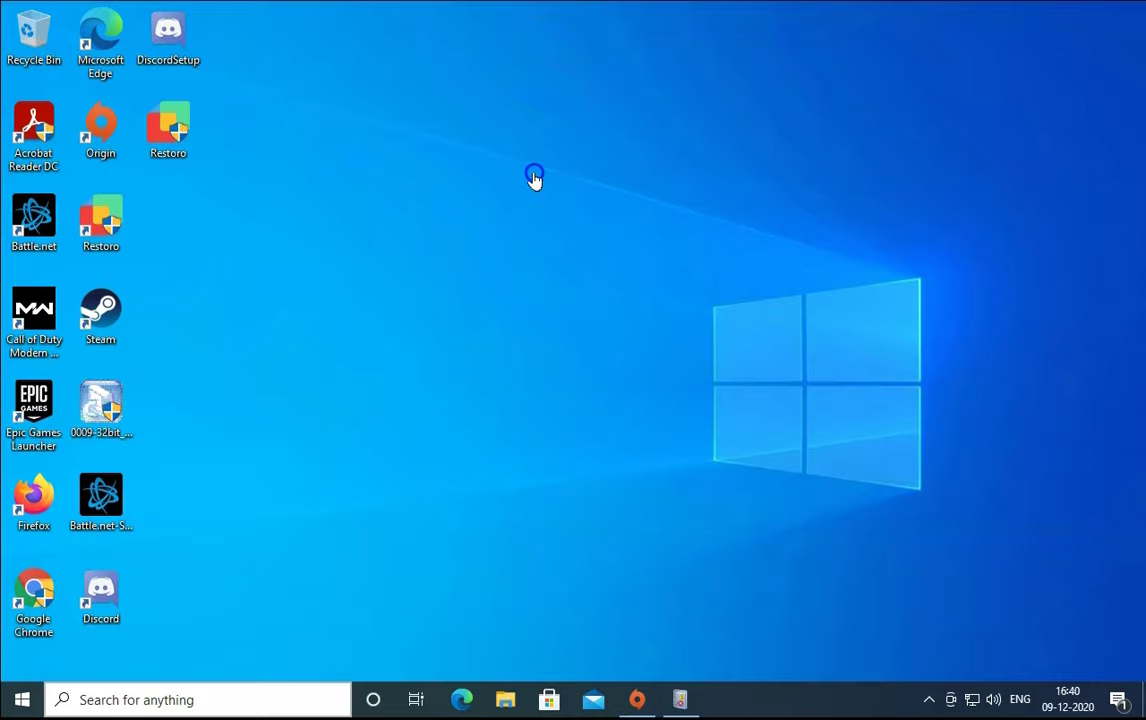 Recycle Bin
Microsoft
Edge
DiscordSetup
Acrobat
Reader DC
Origin
Restoro
Battle.net
Restoro
Call of Duty
Modern ...
Steam
EPIC
GAMES
Epic Games
Launcher
0009-32bit_...
Firefox
Battle.net-S...
Google
Chrome
Discord
Search for anything
ENG
16:40
09-12-2020
1